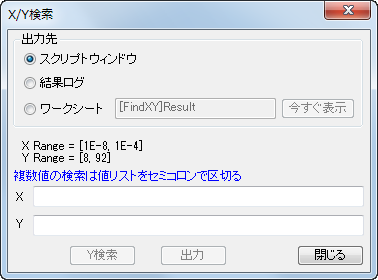 X/Y検索
出力先
スクリプトウィンドウ
結果ログ
ワークシート [FindXY]Result 今すぐ表示
X Range = [1E-8, 1E-4]
Y Range = [8, 92]
複数値の検索は値リストをセミコロンで区切る
X
Y
Y検索 出力 閉じる